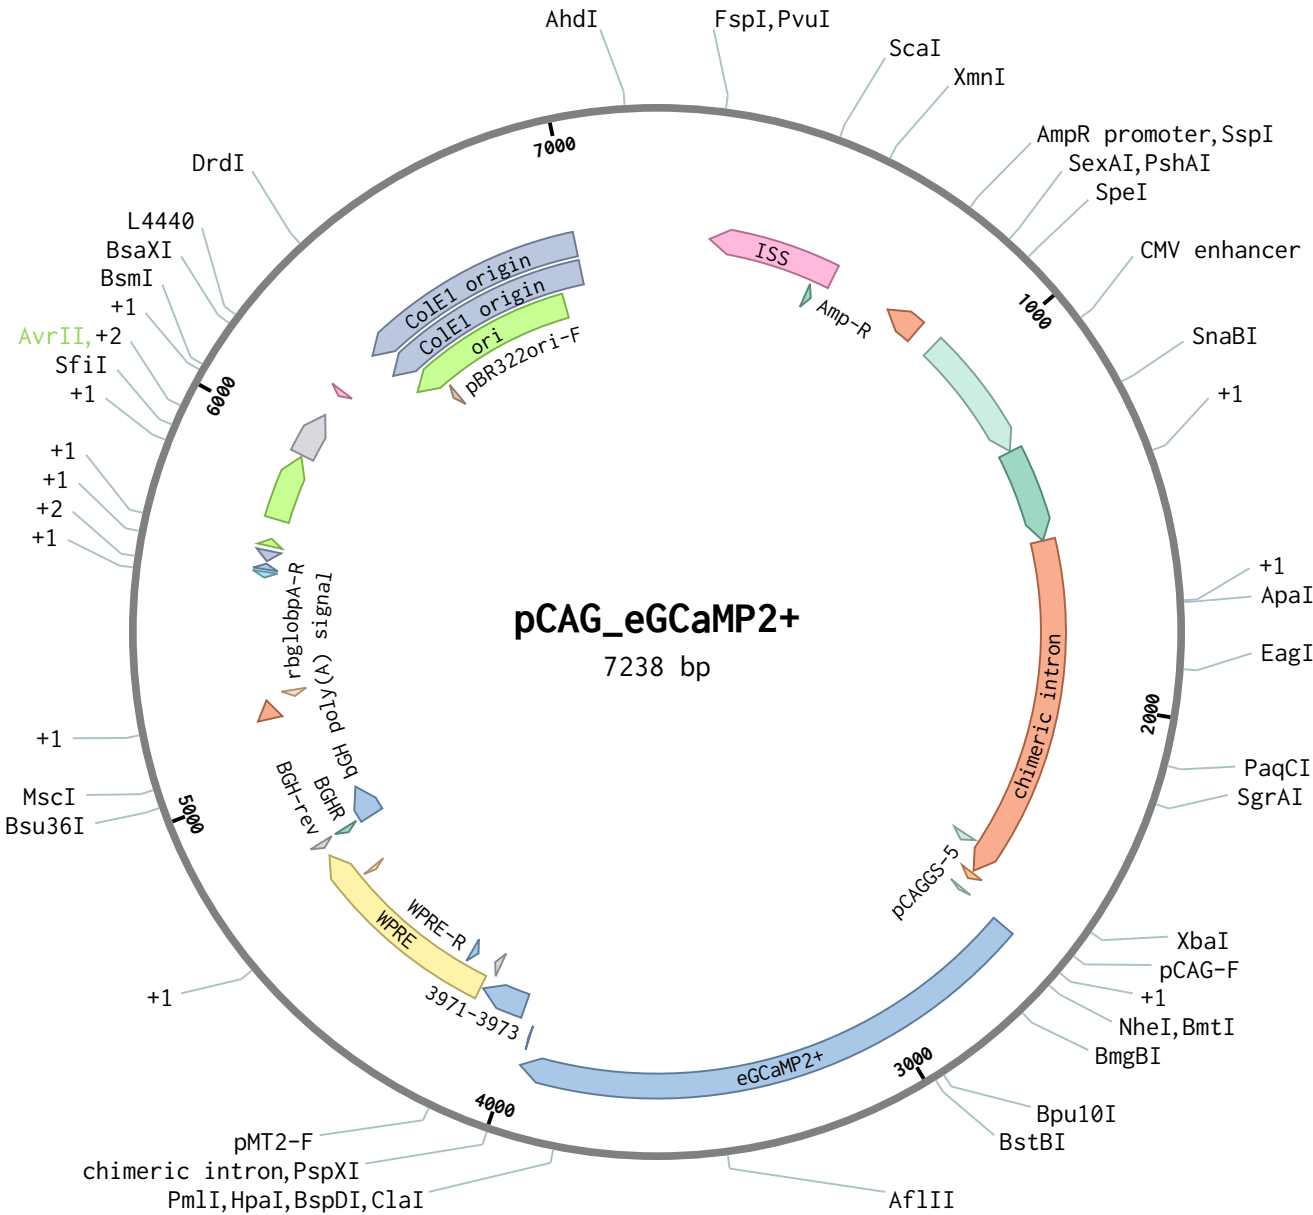 AhdI
FspI,PvuI
ScaI
XmnI
AmpR promoter,SspI
SexAI,PshAI
SpeI
CMV enhancer
SnaBI
+1
+1
ApaI
EagI
PaqCI
SgrAI
XbaI
pCAG-F
+1
NheI,BmtI
BmgBI
Bpu10I
BstBI
AflII
PmlI,HpaI,BspDI,ClaI
chimeric intron,PspXI
pMT2-F
+1
Bsu36I
MscI
+1
+1
+2
+1
+1
+1
SfiI
AvrII,+2
+1
BsmI
BsaXI
L4440
DrdI
7000
1000
2000
3000
4000
5000
6000
ISS
Amp-R
ColE1 origin
ColE1 origin
ori
pBR322ori-F
chimeric intron
pCAGGS-5
eGCaMP2+
3971-3973
WPRE-R
WPRE
BGH-rev
BGHR
bGH poly(A) signal
rbglobpA-R
pCAG_eGCaMP2+
7238 bp